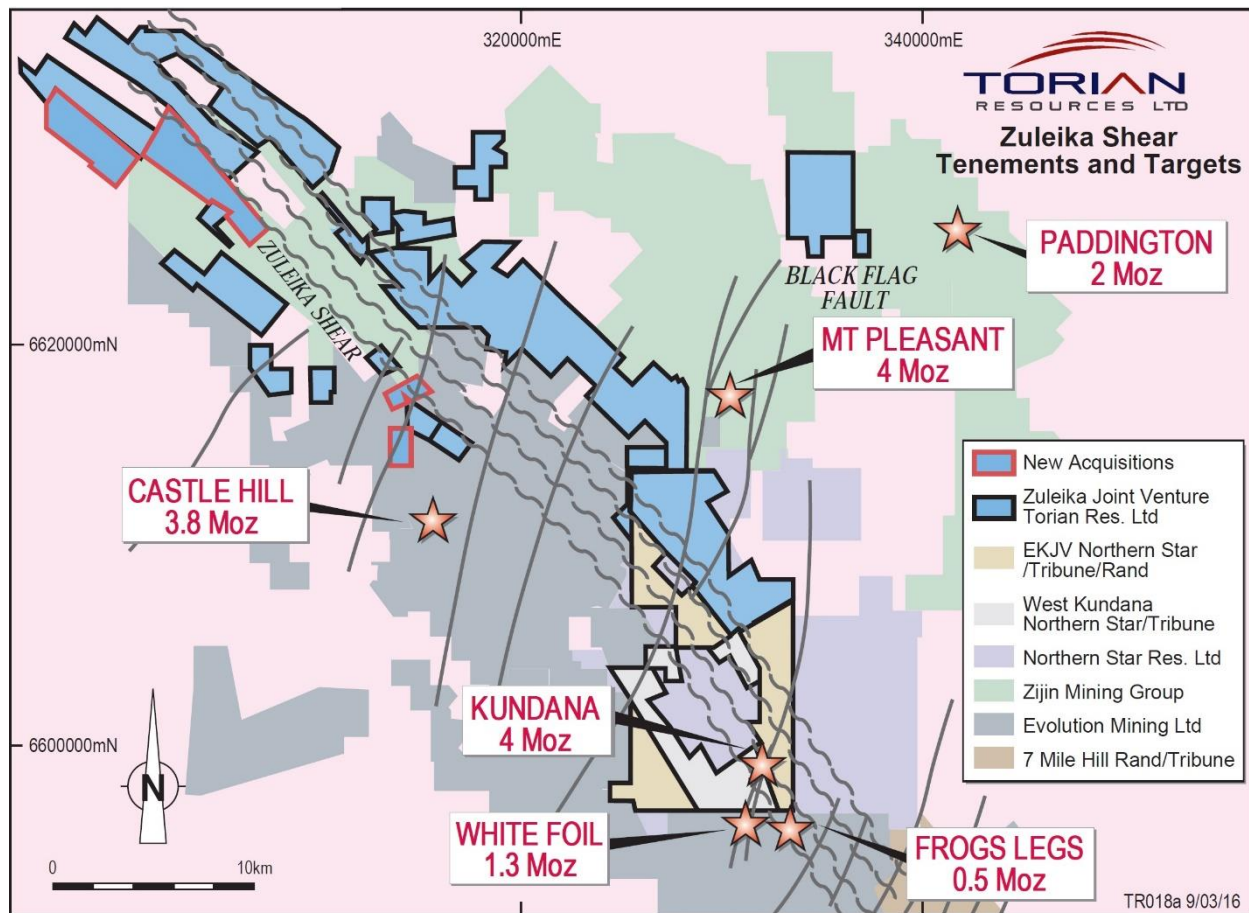 320000mE
340000mE
TORIAN
RESOURCES LTD
Zuleika Shear
Tenements and Targets
PADDINGTON
2 Moz
BLACK FLAG
FAULT
ZULEIKA SHEAR
6620000mN
MT PLEASANT
4 Moz
CASTLE HILL
3.8 Moz
New Acquisitions
Zuleika Joint Venture
Torian Res. Ltd
EKJV Northern Star
/Tribune/Rand
West Kundana
Northern Star/Tribune
Northern Star Res. Ltd
Zijin Mining Group
Evolution Mining Ltd
7 Mile Hill Rand/Tribune
KUNDANA
4 Moz
6600000mN
N
WHITE FOIL
1.3 Moz
FROGS LEGS
0.5 Moz
0
10km
TR018a 9/03/16